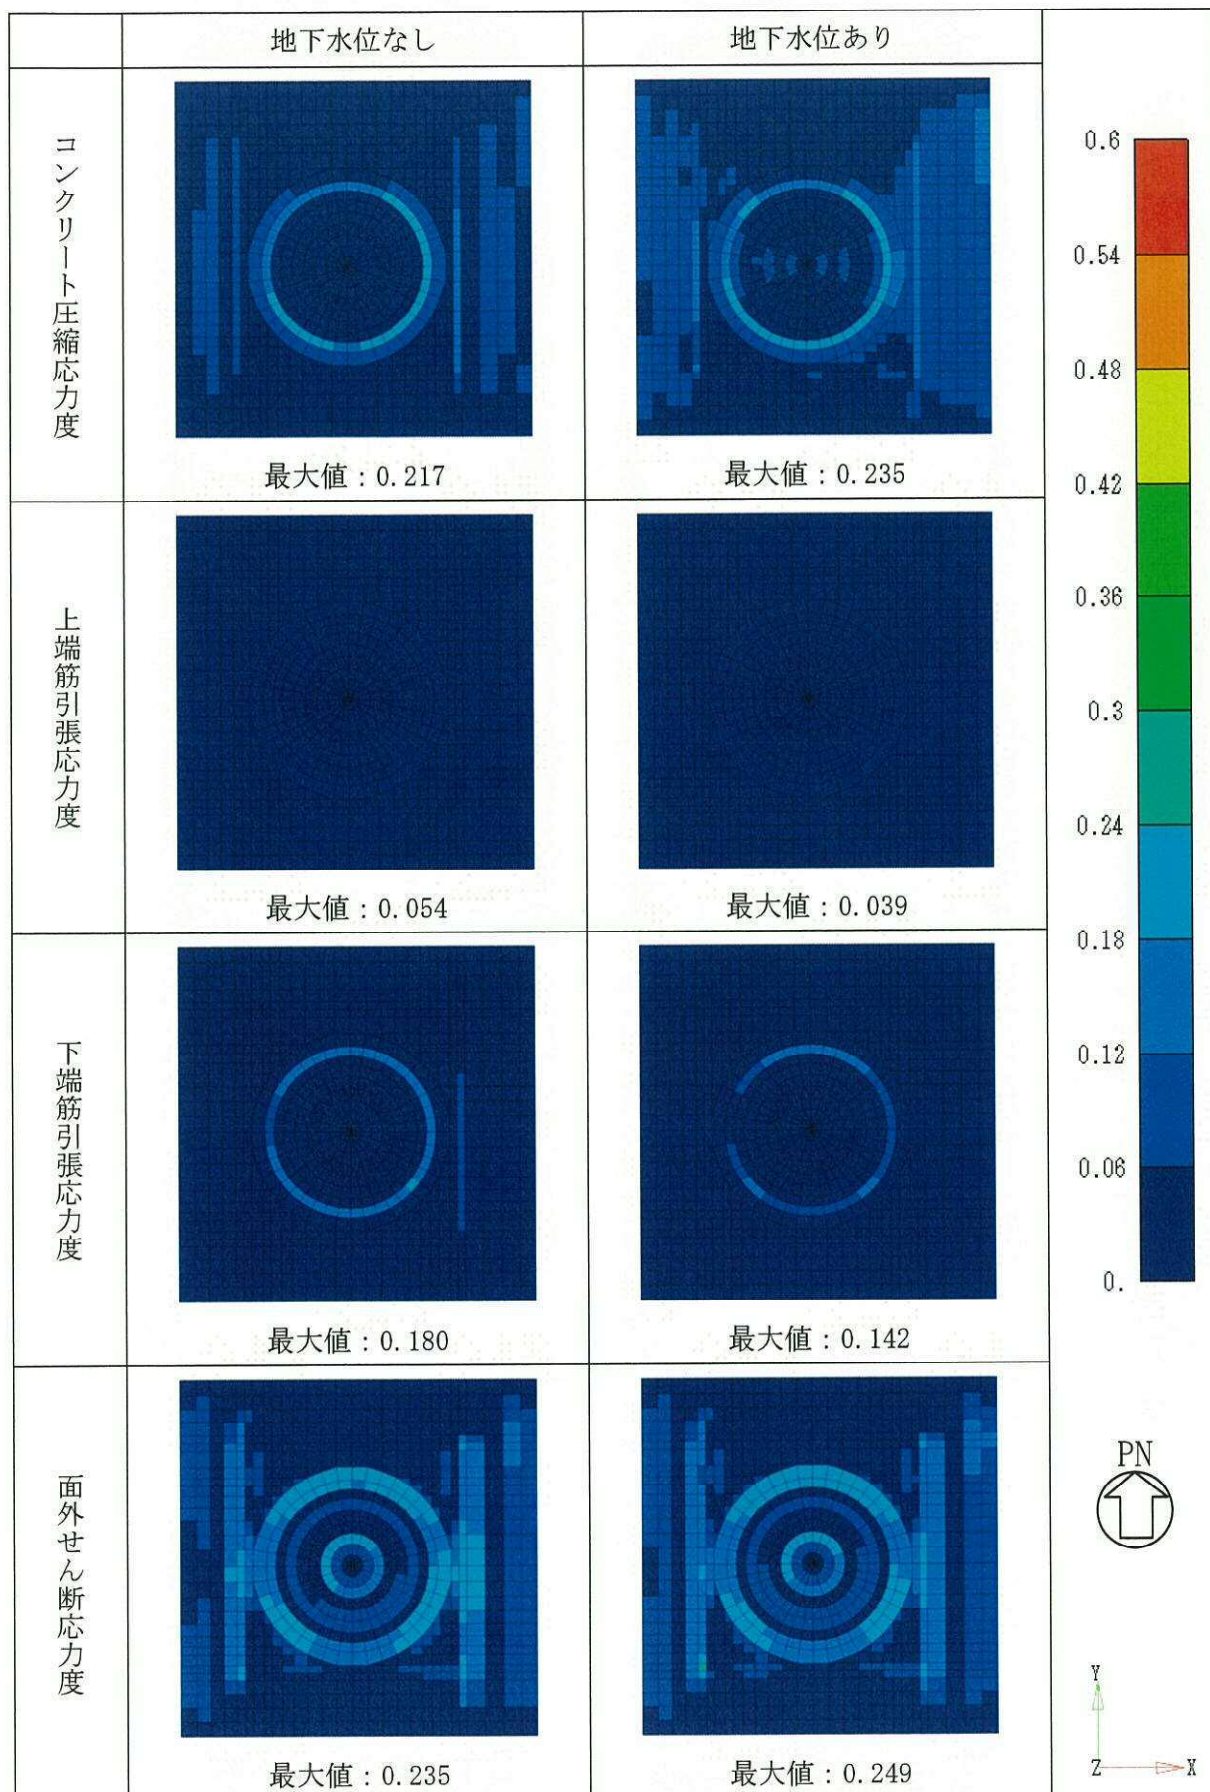 地下水位なし
地下水位あり
コンクリート圧縮応力度
最大値：0.217
最大値：0.235
上端筋引張応力度
最大値：0.054
最大値：0.039
下端筋引張応力度
最大値：0.180
最大値：0.142
面外せん断応力度
最大値：0.235
最大値：0.249
0.6
0.54
0.48
0.42
0.36
0.3
0.24
0.18
0.12
0.06
0.
PN
Y
Z
X